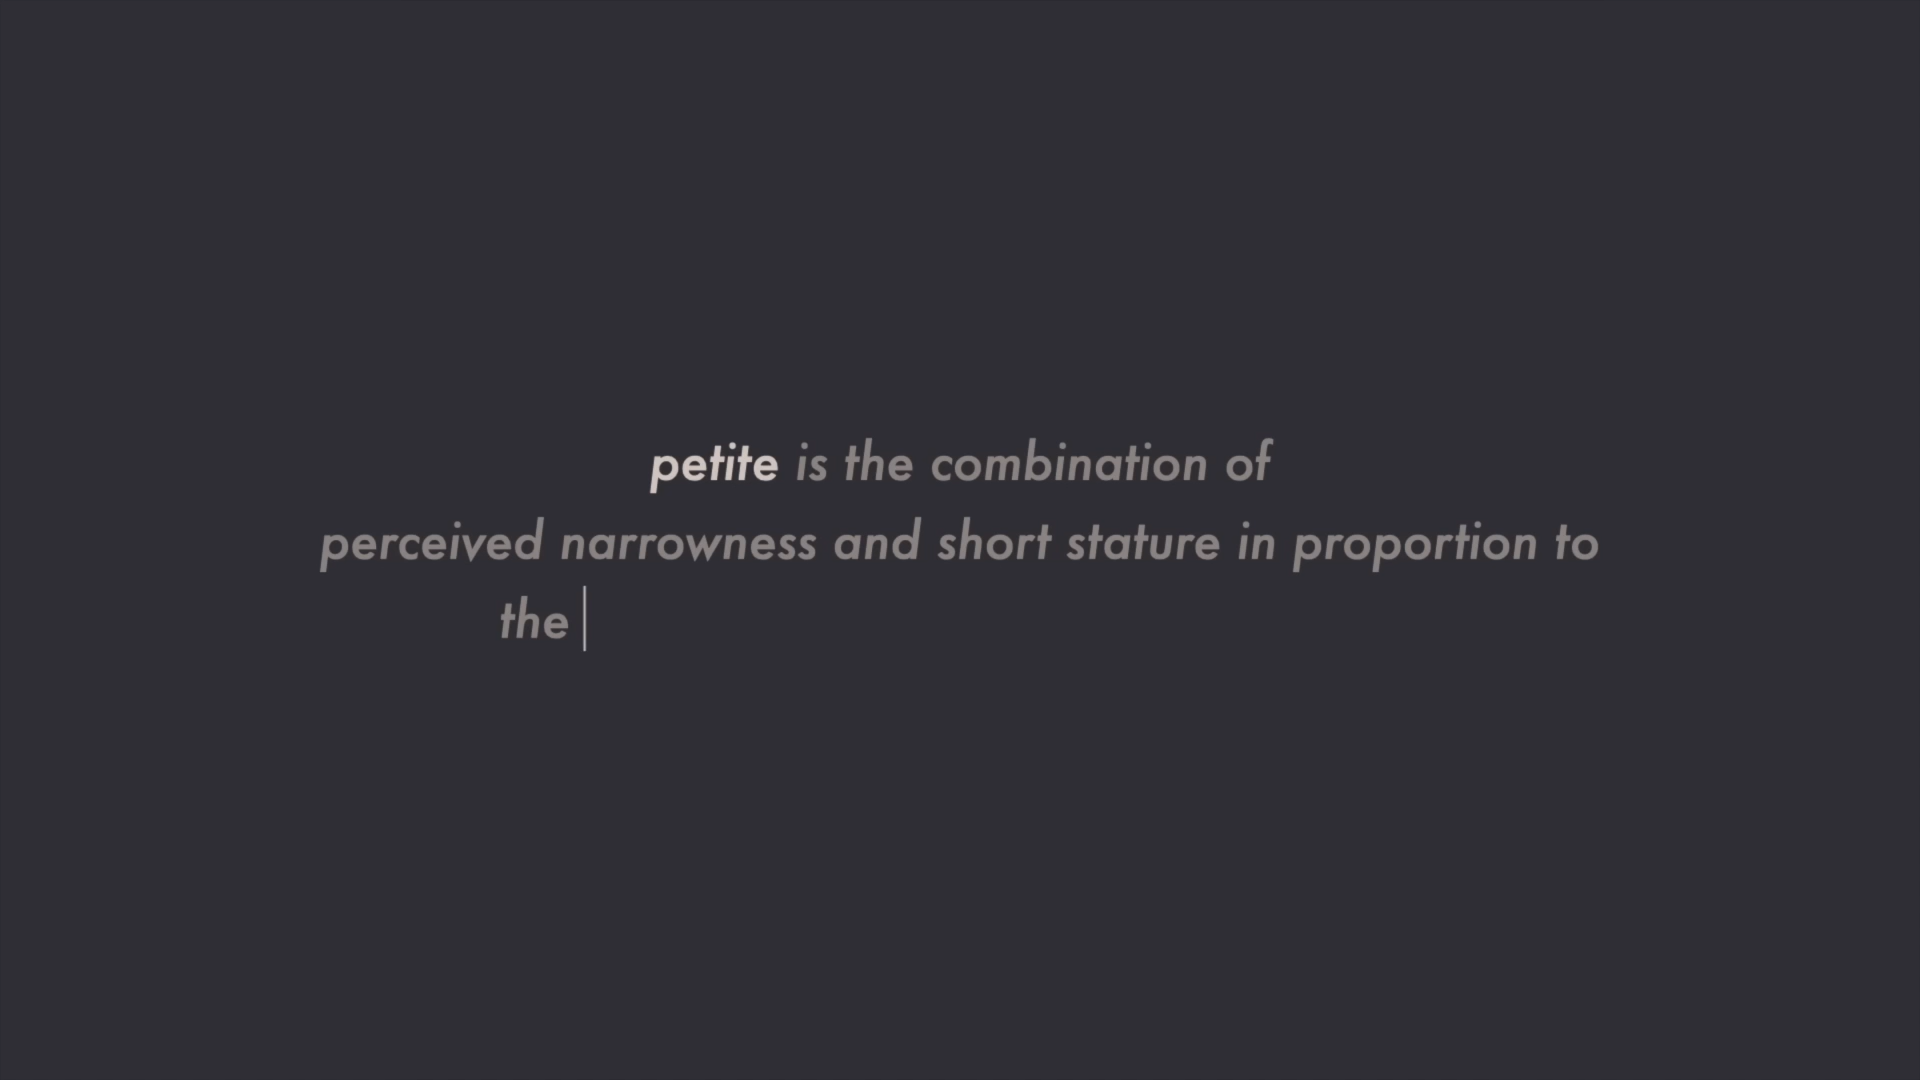 petite is the combination of
perceived narrowness and short stature in proportion to
the